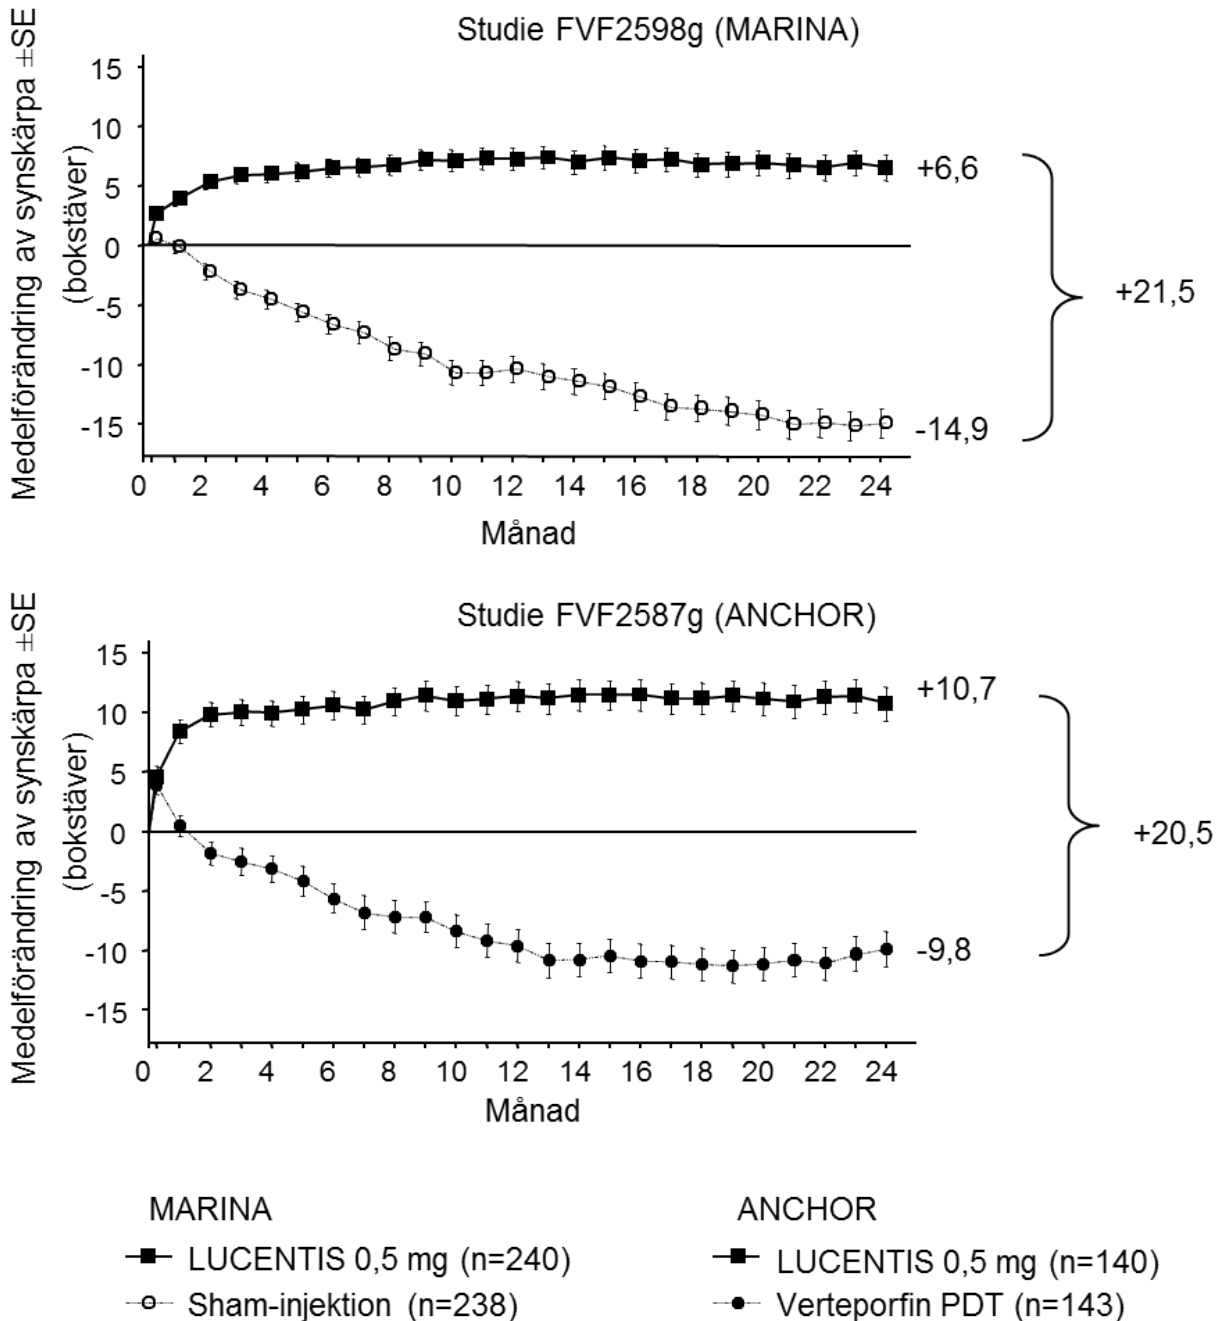 Studie FVF2598g (MARINA)
Medelförändring av synskärpa ±SE
(bokstäver)
15
10
5
0
-5
-10
-15
+6,6
-14,9
+21,5
0 2 4 6 8 10 12 14 16 18 20 22 24
Månad
Studie FVF2587g (ANCHOR)
Medelförändring av synskärpa ±SE
(bokstäver)
15
10
5
0
-5
-10
-15
+10,7
-9,8
+20,5
0 2 4 6 8 10 12 14 16 18 20 22 24
Månad
MARINA
LUCENTIS 0,5 mg (n=240)
Sham-injektion (n=238)
ANCHOR
LUCENTIS 0,5 mg (n=140)
Verteporfin PDT (n=143)